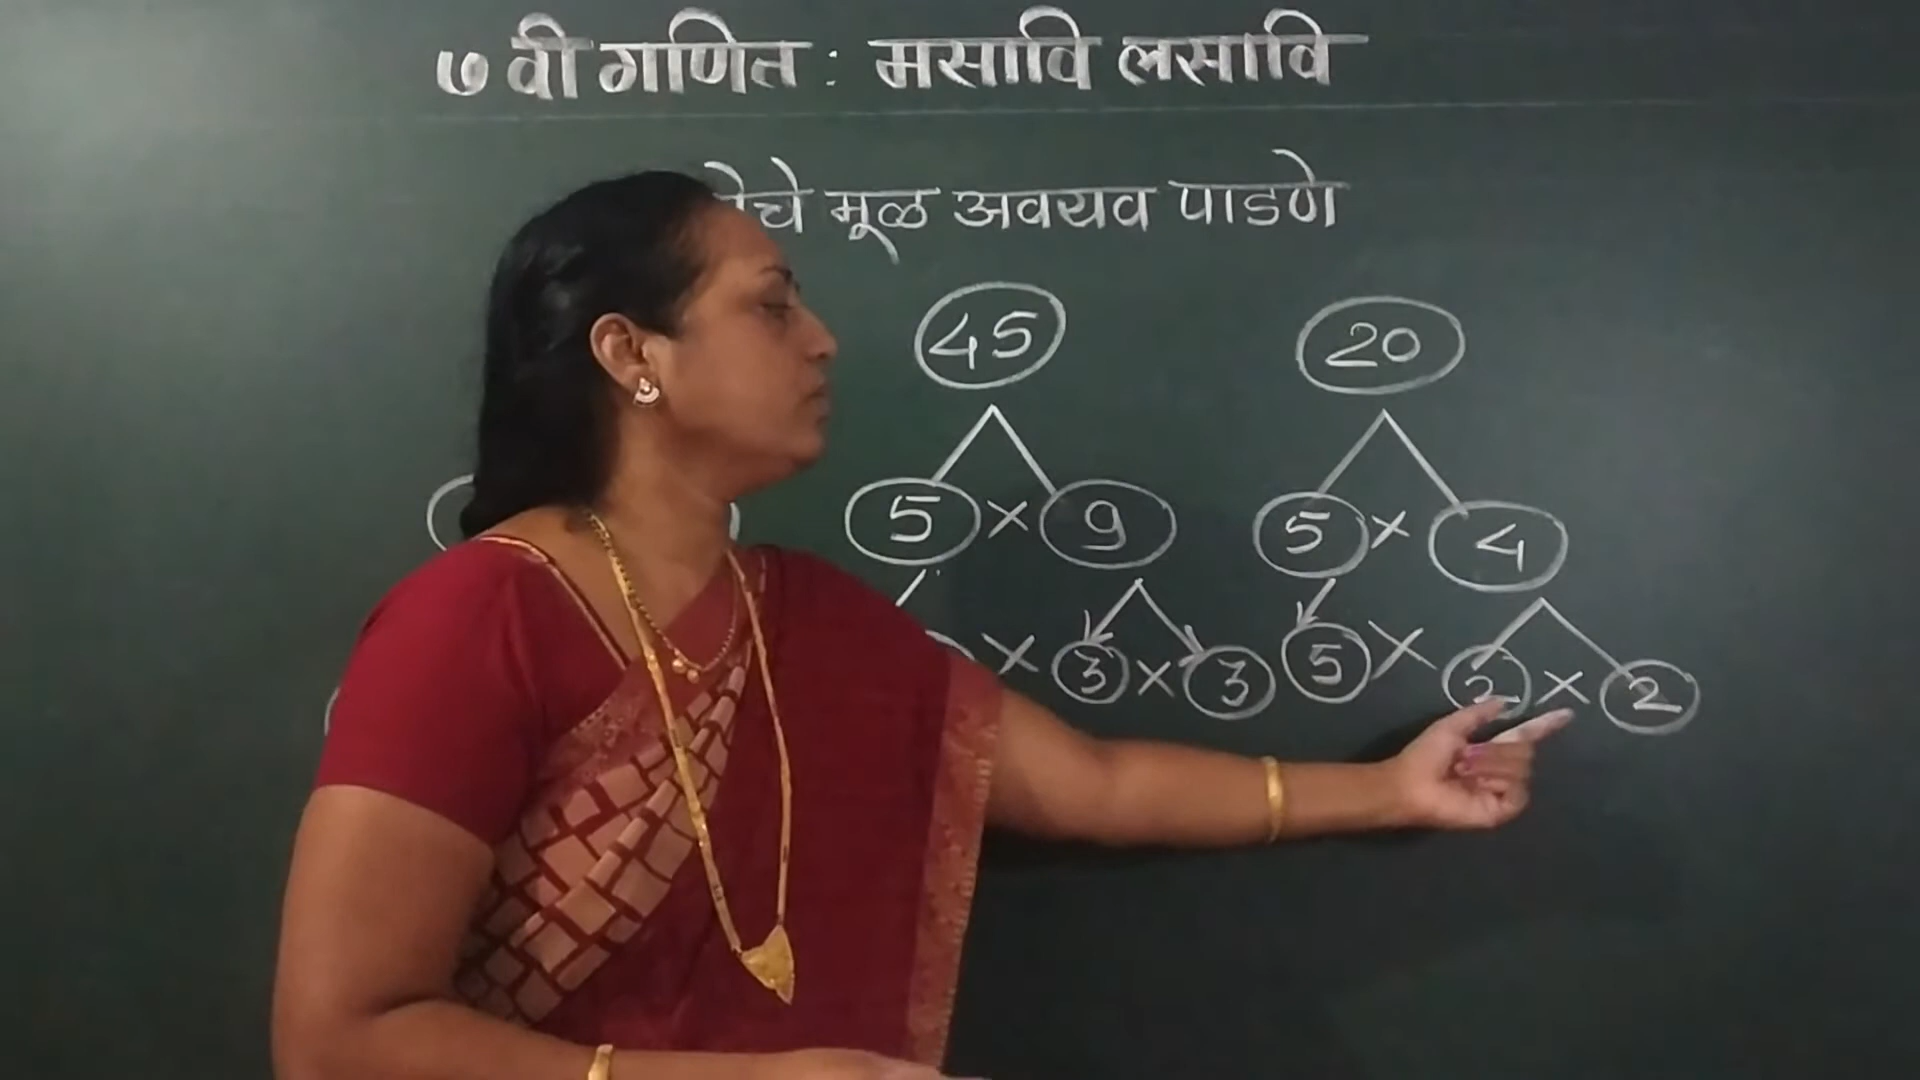 ७ वी गणित : मसावि लसावि
मूळ अवयव पाडणे
45 20
5 × 9 5 × 4
× 3 × 3 5 × 2 × 2